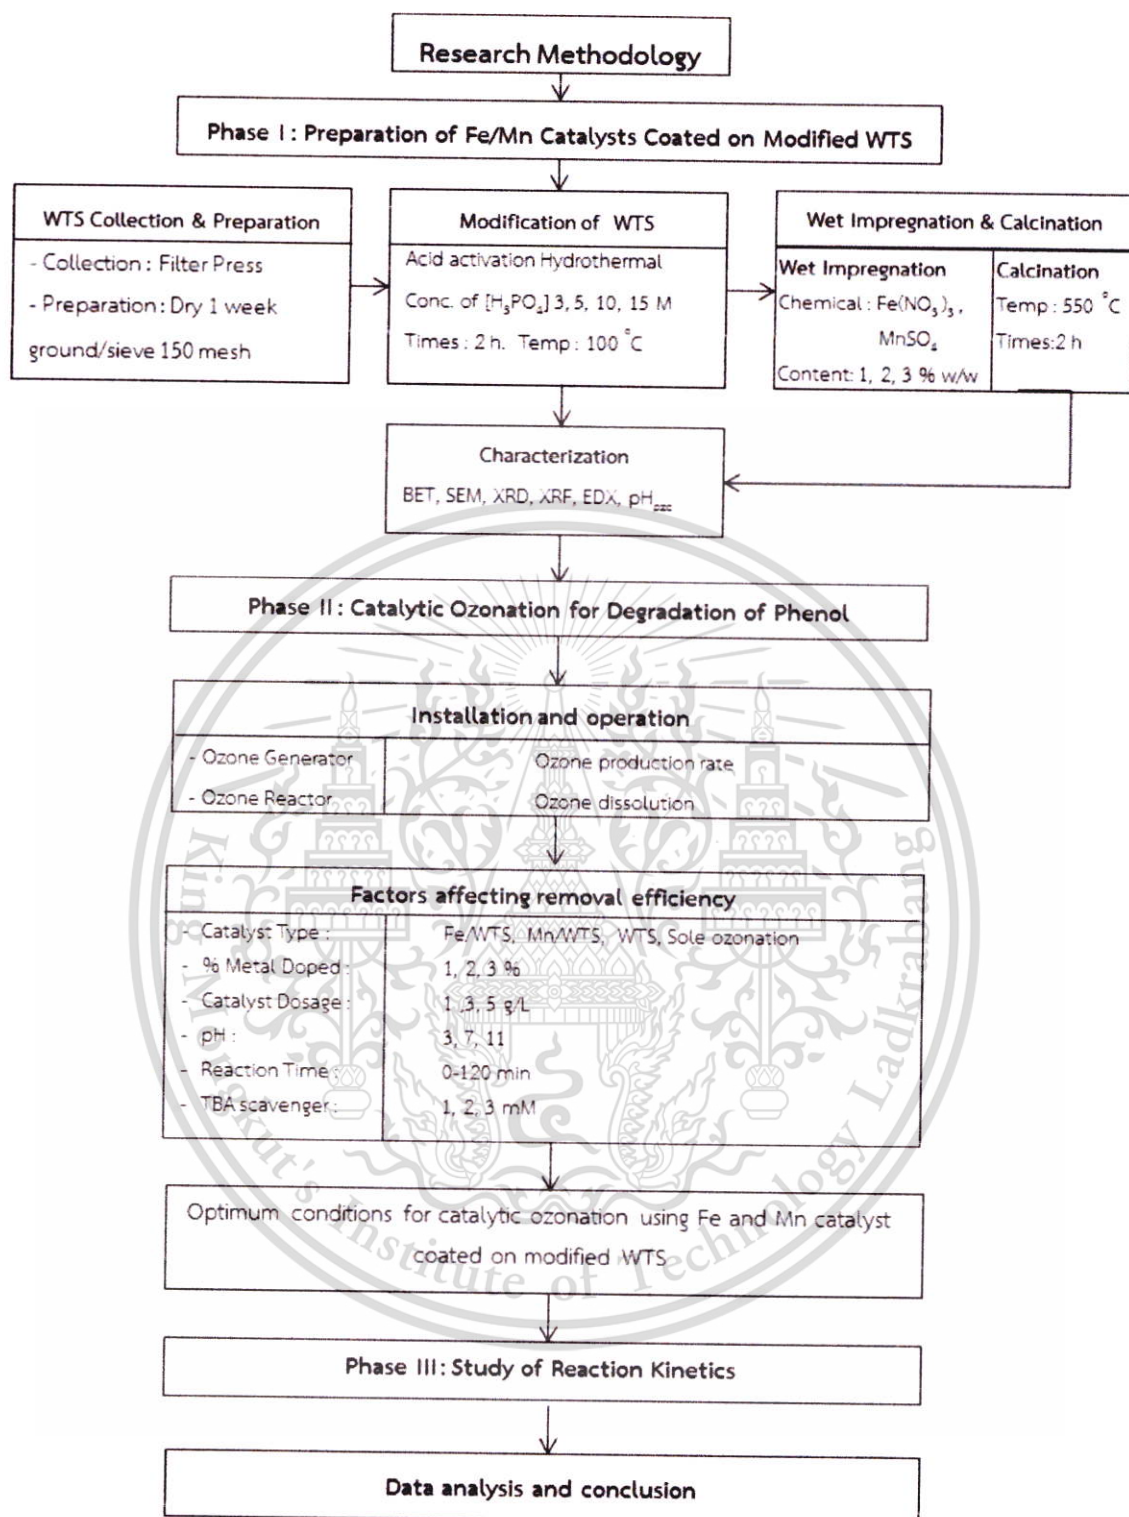 Research Methodology
Phase I : Preparation of Fe/Mn Catalysts Coated on Modified WTS
WTS Collection & Preparation
- Collection : Filter Press
- Preparation : Dry 1 week
ground/sieve 150 mesh
Modification of WTS
Acid activation Hydrothermal
Conc. of [H₃PO₄] 3, 5, 10, 15 M
Times : 2 h. Temp : 100 °C
Wet Impregnation & Calcination
Wet Impregnation
Chemical : Fe(NO₃)₃ ,
MnSO₄
Content: 1, 2, 3 % w/w
Calcination
Temp : 550 °C
Times:2 h
Characterization
BET, SEM, XRD, XRF, EDX, pHpzc
Phase II : Catalytic Ozonation for Degradation of Phenol
Installation and operation
- Ozone Generator Ozone production rate
- Ozone Reactor Ozone dissolution
Factors affecting removal efficiency
- Catalyst Type : Fe/WTS, Mn/WTS, WTS, Sole ozonation
- % Metal Doped : 1, 2, 3 %
- Catalyst Dosage : 1 ,3, 5 g/L
- pH : 3, 7, 11
- Reaction Time : 0-120 min
- TBA scavenger : 1, 2, 3 mM
Optimum conditions for catalytic ozonation using Fe and Mn catalyst
coated on modified WTS
Phase III : Study of Reaction Kinetics
Data analysis and conclusion
King Mongkut's Institute of Technology Ladkrabang